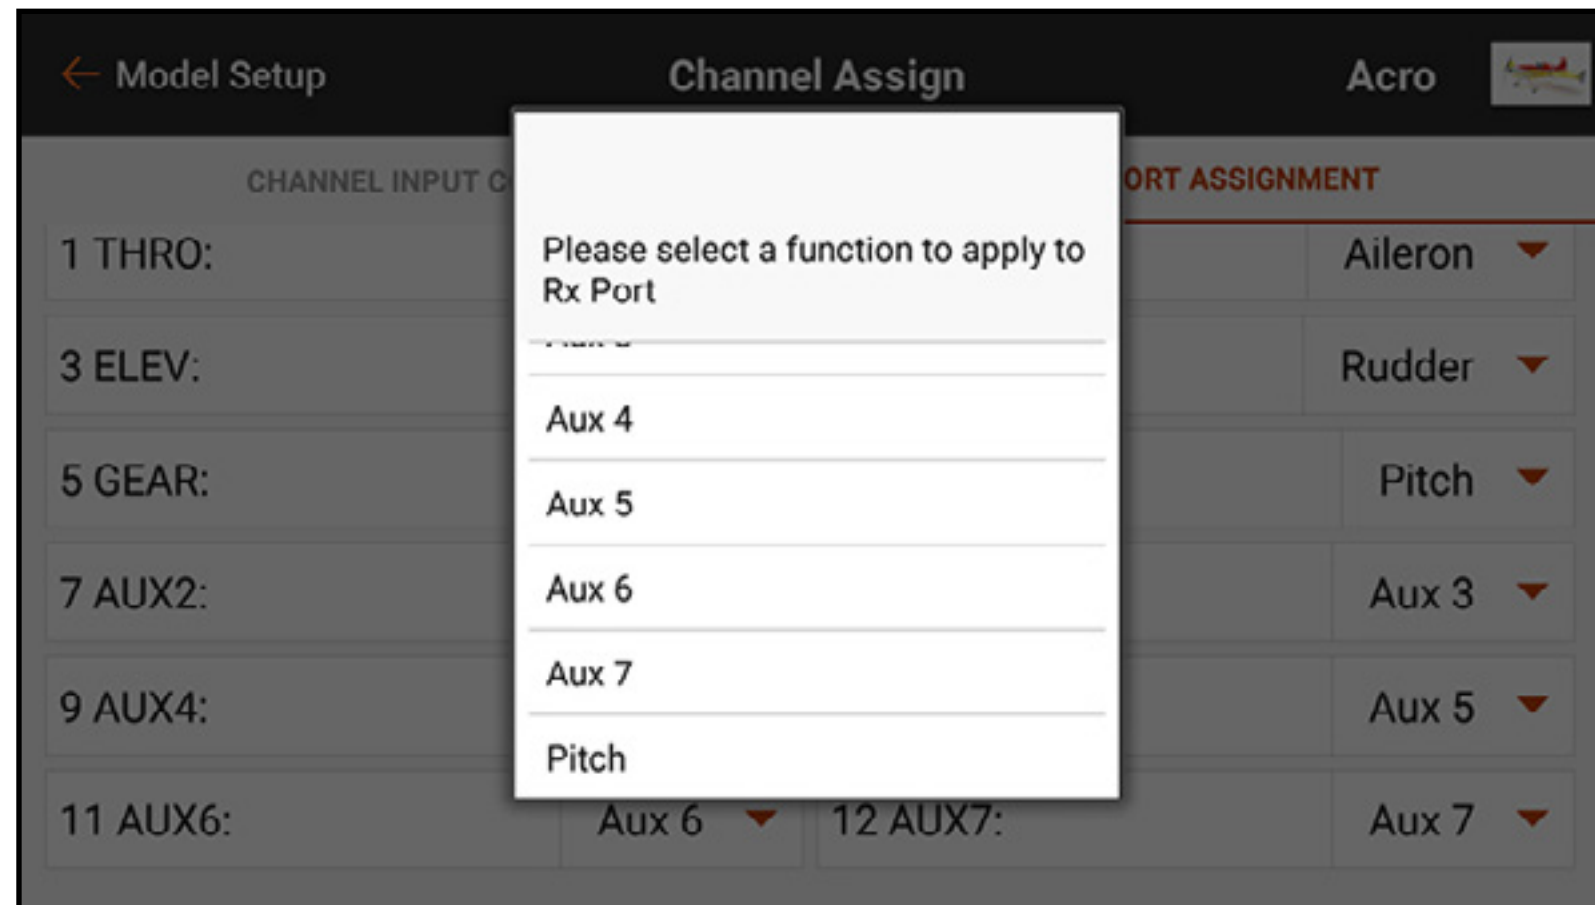 Model Setup
Channel Assign
Acro
CHANNEL INPUT C
ORT ASSIGNMENT
Please select a function to apply to
Rx Port
Aux 4
Aux 5
Aux 6
Aux 7
Pitch
1 THRO:
Aileron
3 ELEV:
Rudder
5 GEAR:
Pitch
7 AUX2:
Aux 3
9 AUX4:
Aux 5
11 AUX6:
Aux 6
12 AUX7:
Aux 7